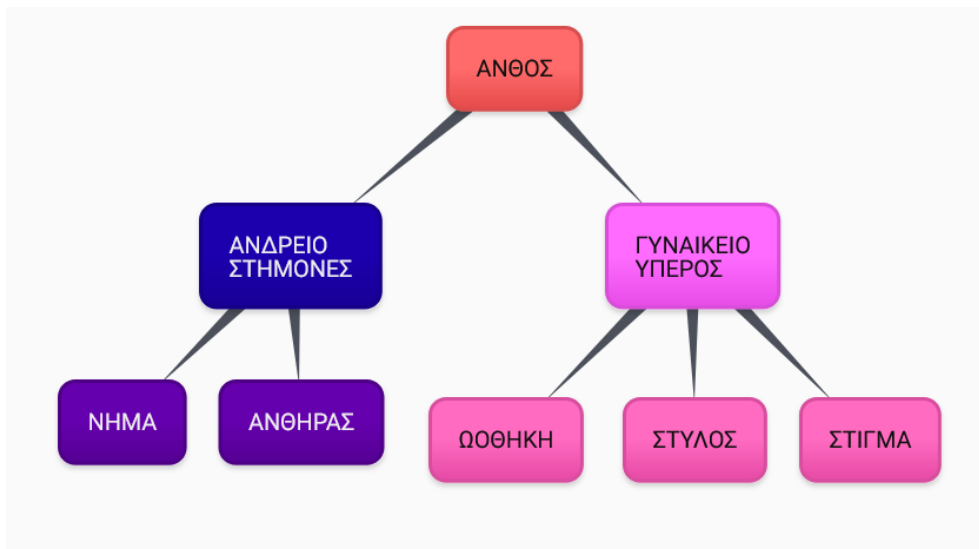 ΑΝΘΟΣ
ΑΝΔΡΕΙΟ
ΣΤΗΜΟΝΕΣ
ΓΥΝΑΙΚΕΙΟ
ΥΠΕΡΟΣ
ΝΗΜΑ
ΑΝΘΗΡΑΣ
ΩΟΘΗΚΗ
ΣΤΥΛΟΣ
ΣΤΙΓΜΑ